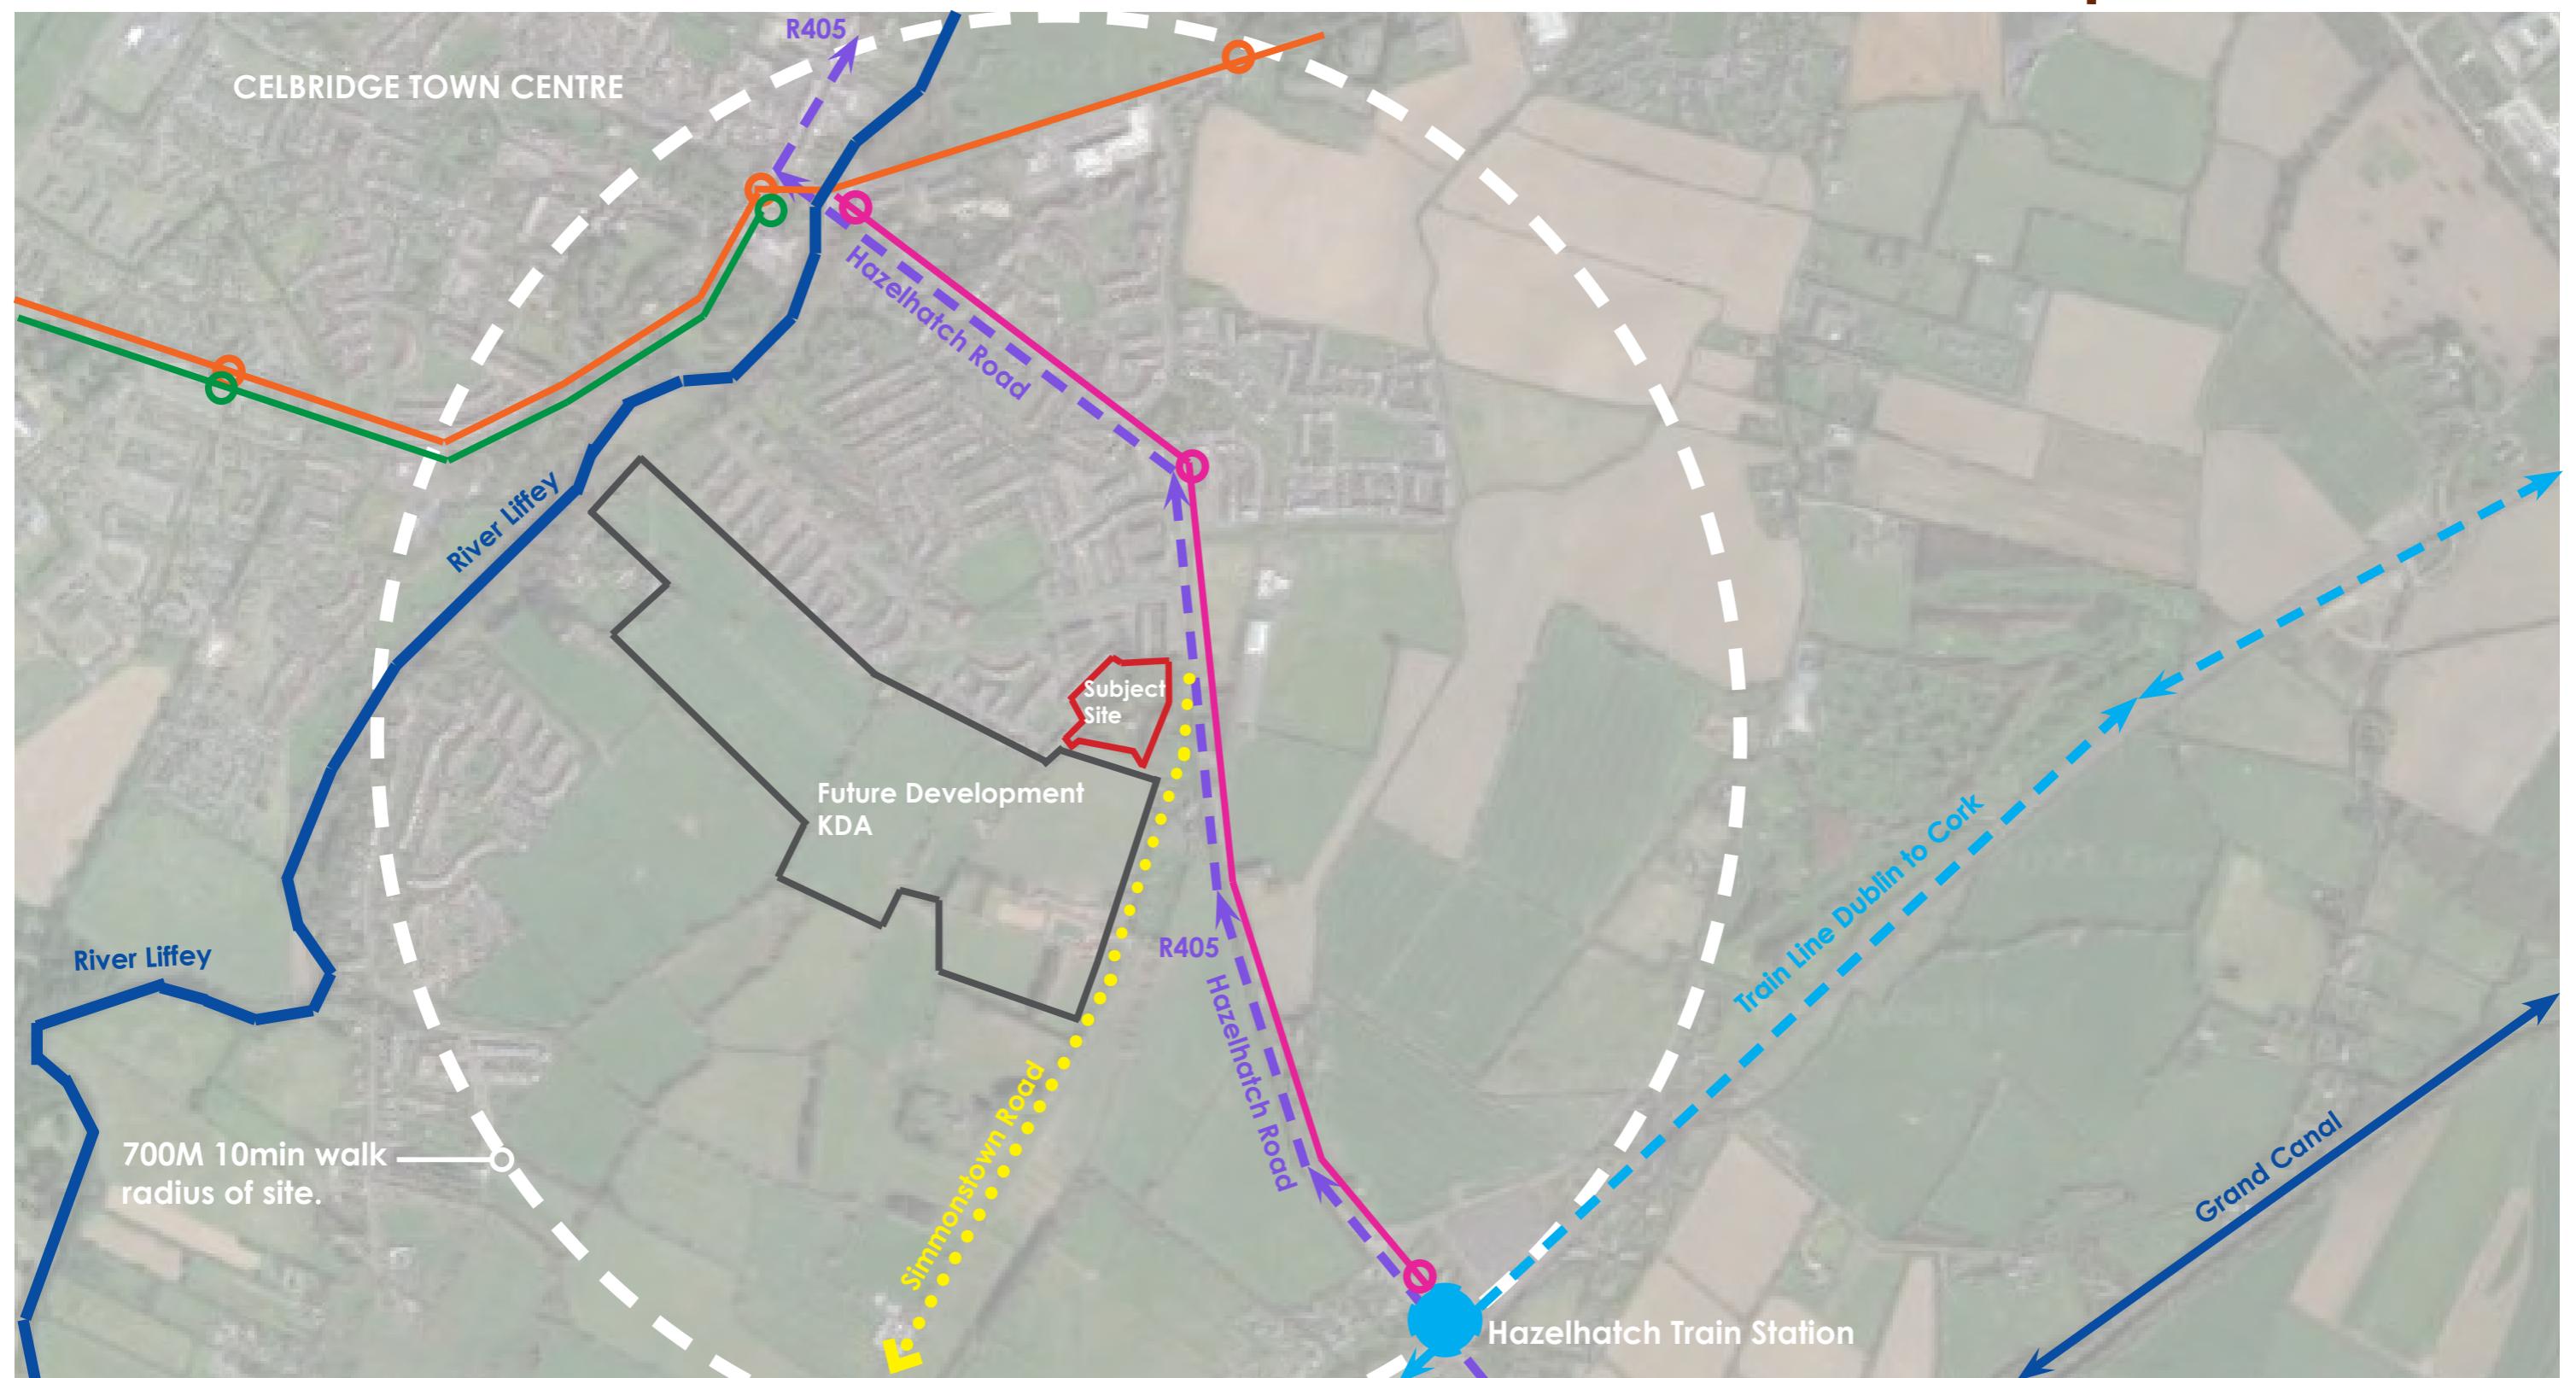 R405
CELBRIDGE TOWN CENTRE
Hazelhatch Road
River Liffey
Subject
Site
Future Development
KDA
Train Line Dublin to Cork
R405
River Liffey
Hazelhatch Road
Simmonstown Road
700M 10min walk
radius of site.
Grand Canal
Hazelhatch Train Station